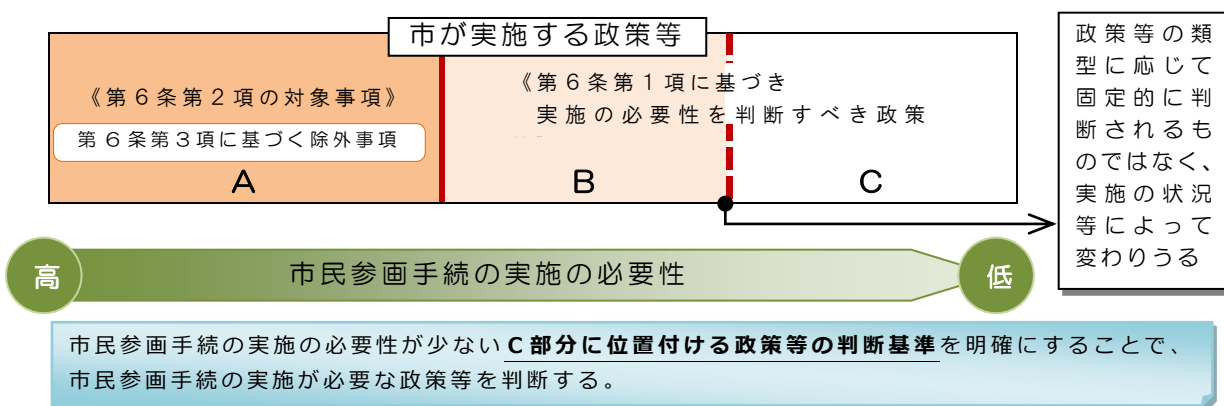 市が実施する政策等
《第６条第２項の対象事項》
第６条第３項に基づく除外事項
A
《第６条第１項に基づき
実施の必要性を判断すべき政策
B
C
政策等の類
型に応じて
固定的に判
断されるも
のではなく、
実施の状況
等によって
変わりうる
高
市民参画手続の実施の必要性
低
市民参画手続の実施の必要性が少ないC部分に位置付ける政策等の判断基準を明確にすることで、
市民参画手続の実施が必要な政策等を判断する。